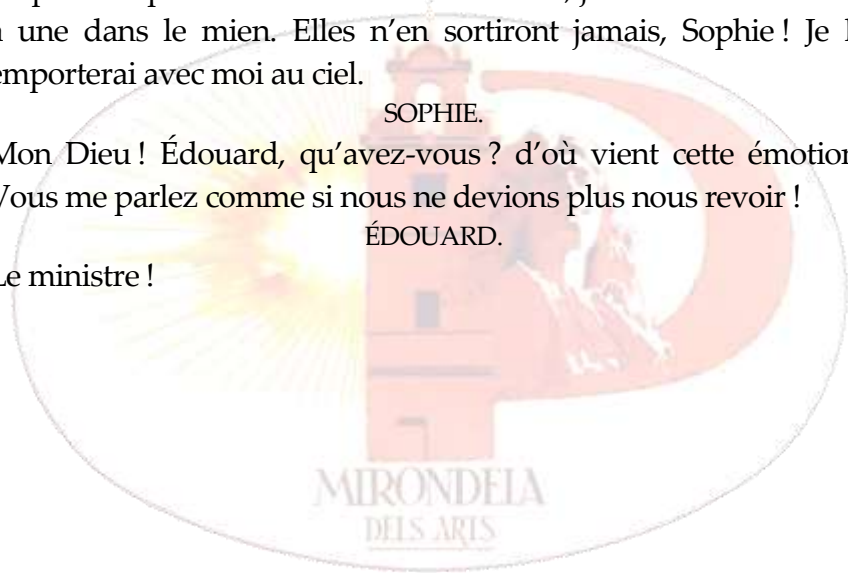 une dans le mien. Elles n’en sortiront jamais, Sophie ! Je
emporterai avec moi au ciel.
SOPHIE.
Mon Dieu ! Édouard, qu’avez-vous ? d’où vient cette émotion
Vous me parlez comme si nous ne devions plus nous revoir !
ÉDOUARD.
Le ministre !
MIRONDELA
DELS ARTS